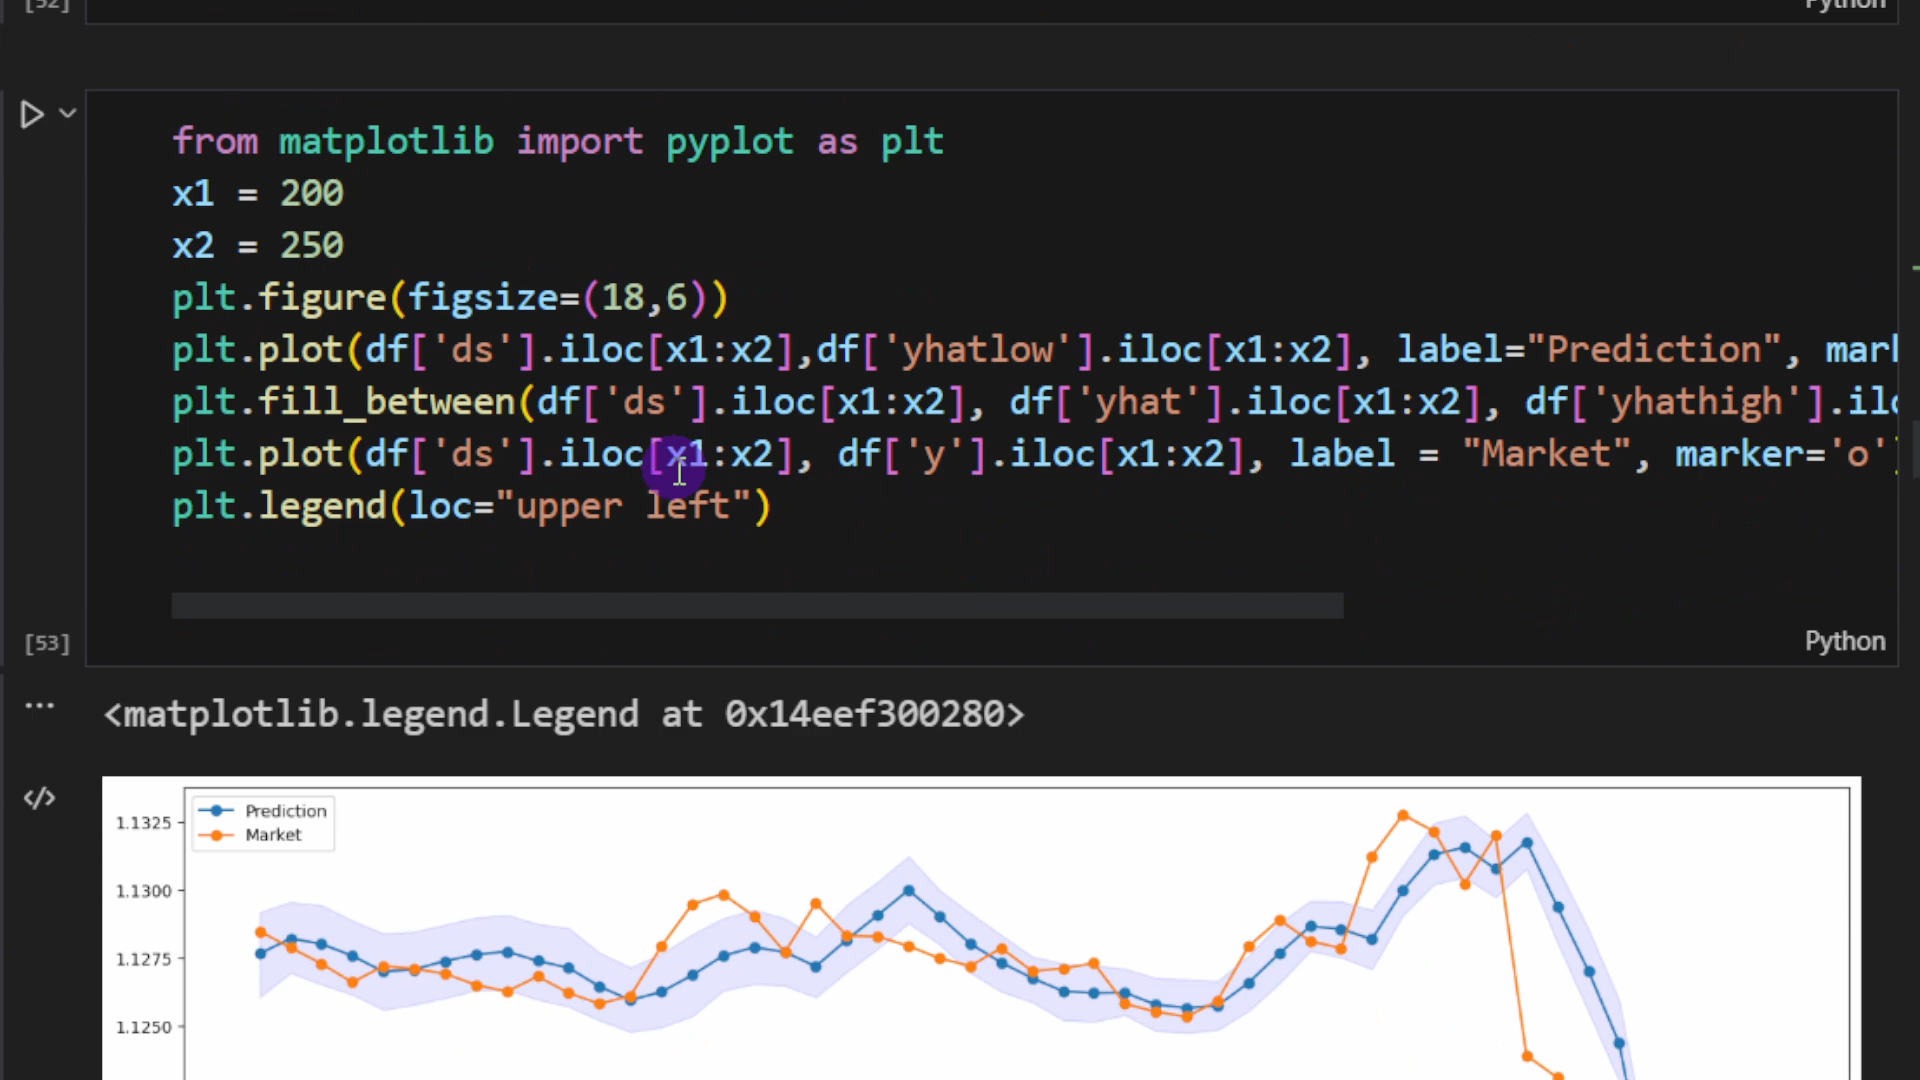 [52]
Python
from matplotlib import pyplot as plt
x1 = 200
x2 = 250
plt.figure(figsize=(18,6))
plt.plot(df['ds'].iloc[x1:x2],df['yhatlow'].iloc[x1:x2], label="Prediction", mark
plt.fill_between(df['ds'].iloc[x1:x2], df['yhat'].iloc[x1:x2], df['yhathigh'].iloc
plt.plot(df['ds'].iloc[x1:x2], df['y'].iloc[x1:x2], label = "Market", marker='o')
plt.legend(loc="upper left")
[53]
Python
<matplotlib.legend.Legend at 0x14eef300280>
Prediction
Market
1.1325
1.1300
1.1275
1.1250